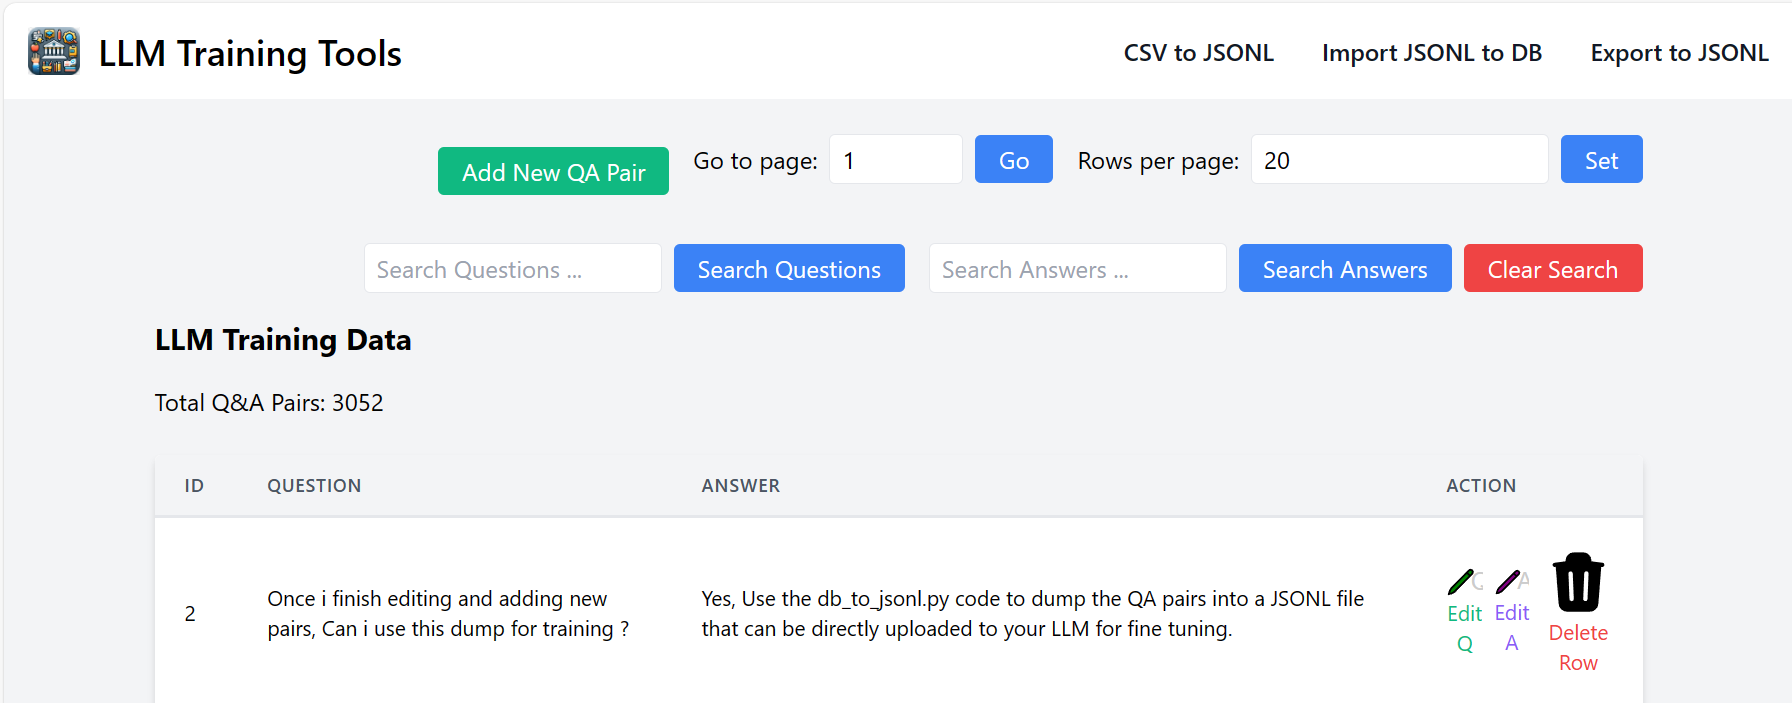 LLM Training Tools
CSV to JSONL
Import JSONL to DB
Export to JSONL
Add New QA Pair
Go to page:
1
Go
Rows per page:
20
Set
Search Questions ...
Search Questions
Search Answers ...
Search Answers
Clear Search
LLM Training Data
Total Q&A Pairs: 3052
ID
QUESTION
ANSWER
ACTION
2
Once i finish editing and adding new
pairs, Can i use this dump for training ?
Yes, Use the db_to_jsonl.py code to dump the QA pairs into a JSONL file
that can be directly uploaded to your LLM for fine tuning.
Edit
Q
Edit
A
Delete
Row